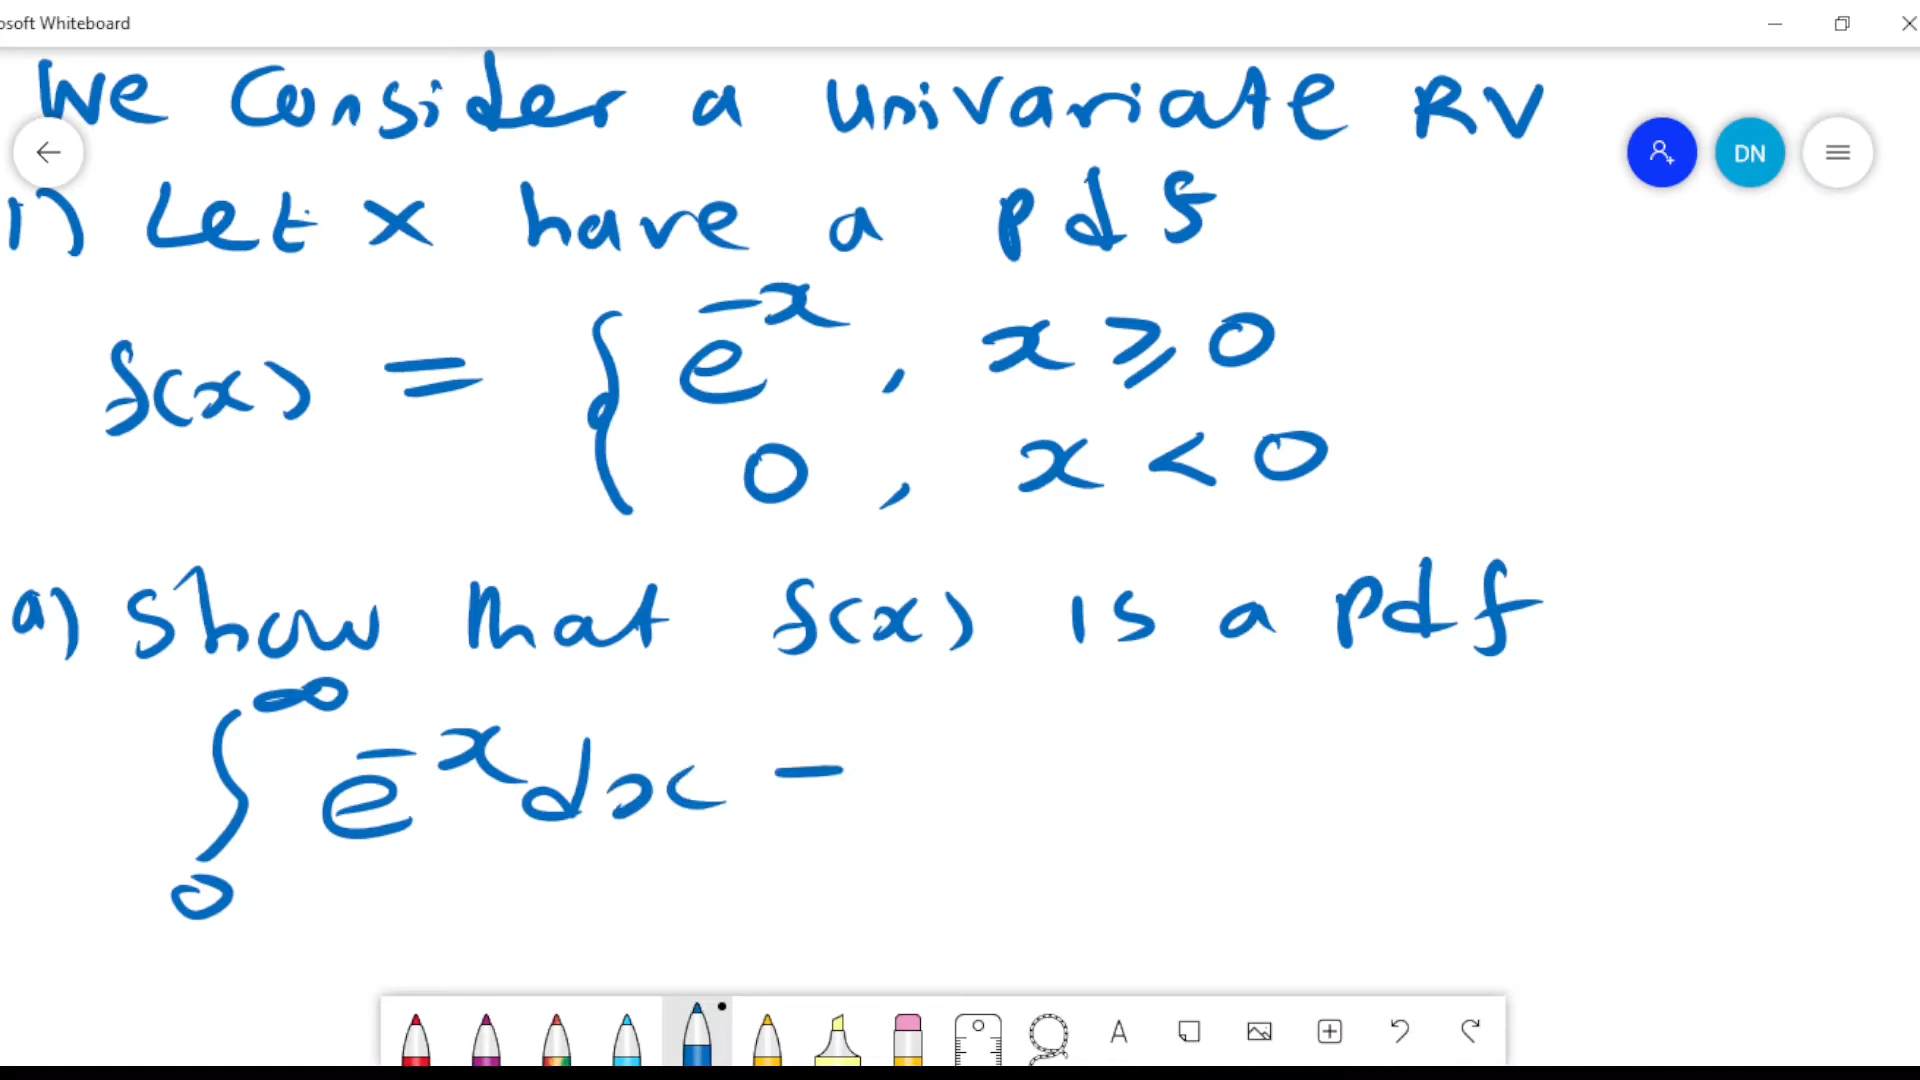 osoft Whiteboard
We Consider a univariate RV
DN
1) Let x have a pdf
f(x) = { e^{-x} , x ⩾ 0
0 , x < 0
a) show that f(x) is a pdf
∫_0^∞ e^{-x} dx -
A